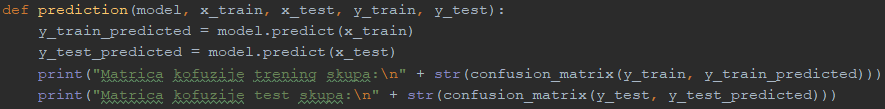 def prediction(model, x_train, x_test, y_train, y_test):
    y_train_predicted = model.predict(x_train)
    y_test_predicted = model.predict(x_test)
    print("Matrica kofuzije trening skupa:\n" + str(confusion_matrix(y_train, y_train_predicted)))
    print("Matrica kofuzije test skupa:\n" + str(confusion_matrix(y_test, y_test_predicted)))